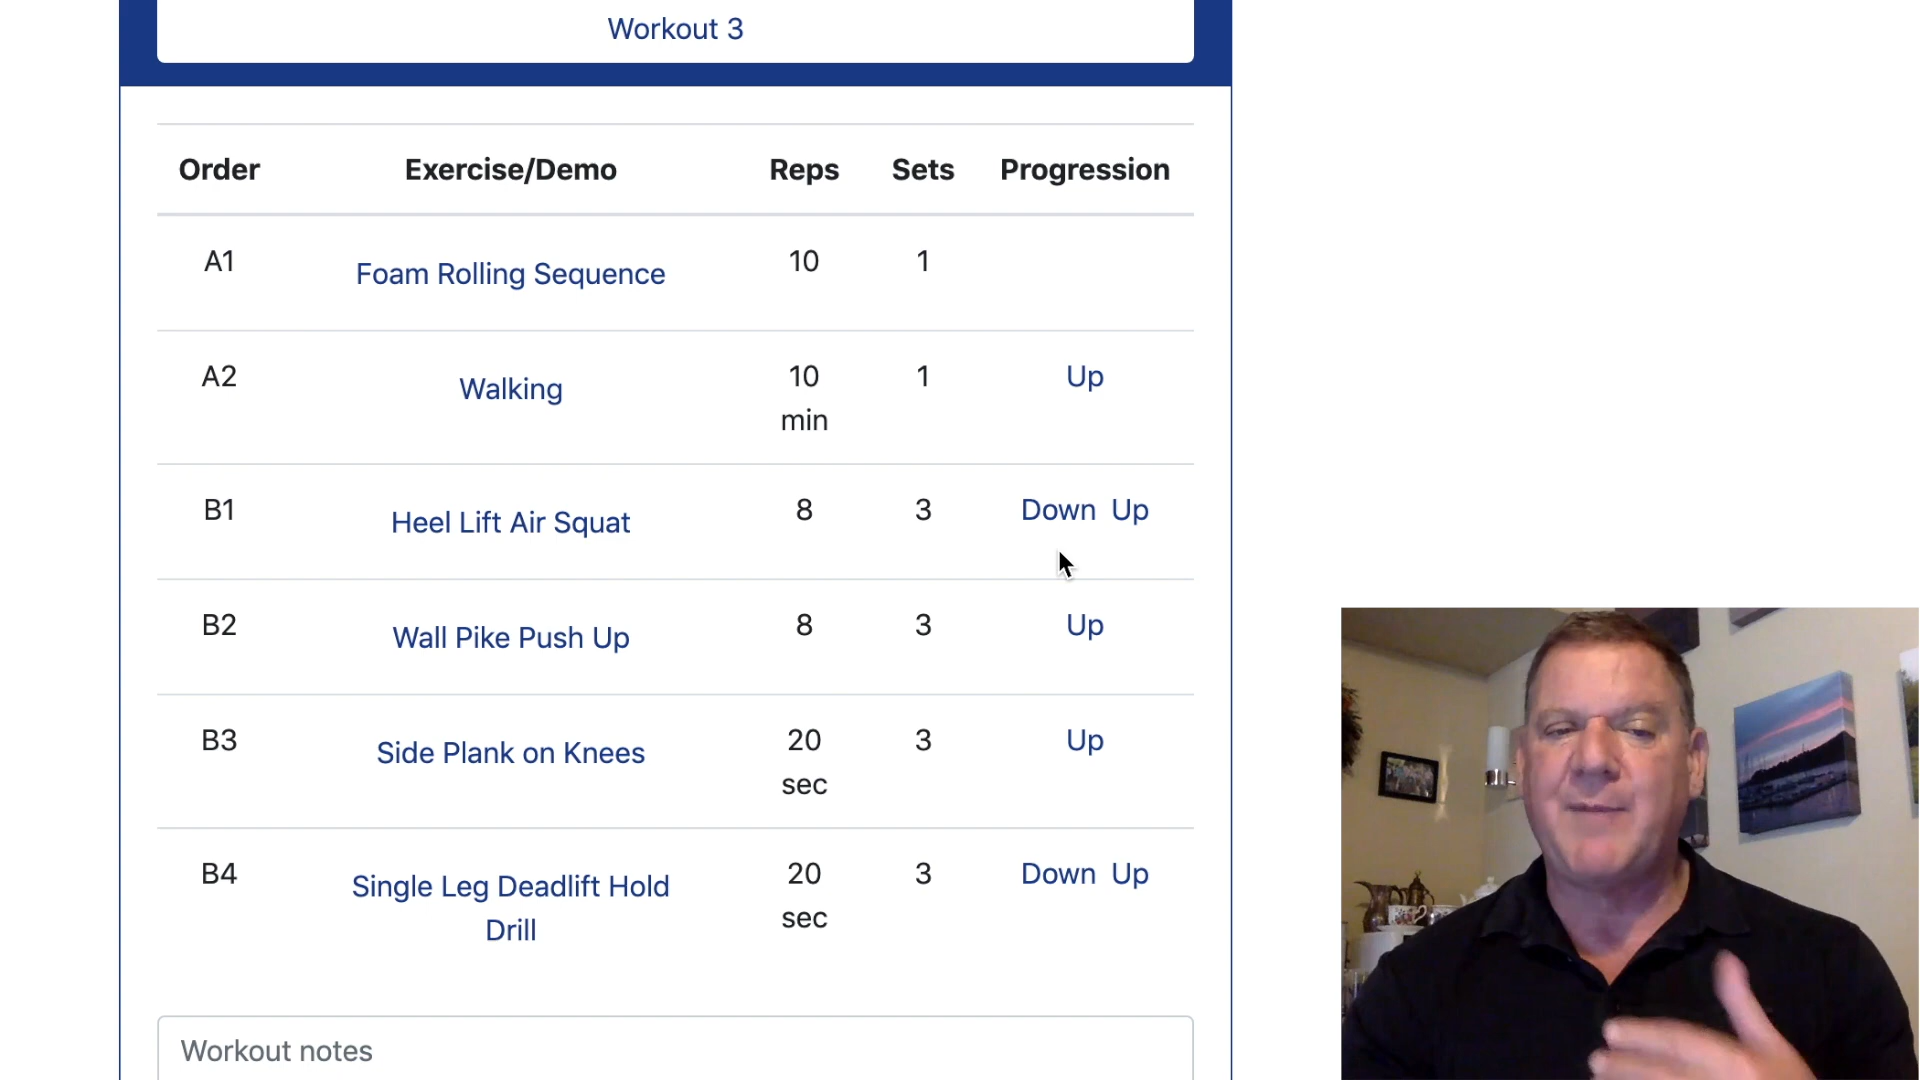 Workout 3
Order Exercise/Demo Reps Sets Progression
A1 Foam Rolling Sequence 10 1
A2 Walking 10 min 1 Up
B1 Heel Lift Air Squat 8 3 Down Up
B2 Wall Pike Push Up 8 3 Up
B3 Side Plank on Knees 20 sec 3 Up
B4 Single Leg Deadlift Hold Drill 20 sec 3 Down Up
Workout notes